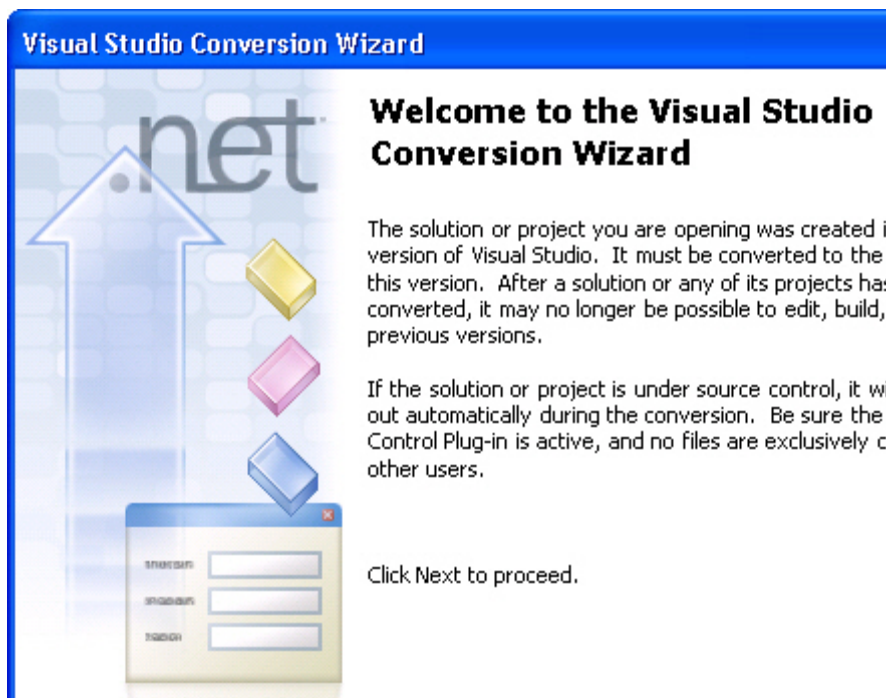 Visual Studio Conversion Wizard
.net
Welcome to the Visual Studio
Conversion Wizard
The solution or project you are opening was created
version of Visual Studio. It must be converted to the
this version. After a solution or any of its projects has
converted, it may no longer be possible to edit, build,
previous versions.
If the solution or project is under source control, it
out automatically during the conversion. Be sure the
Control Plug-in is active, and no files are exclusively
other users.
Click Next to proceed.